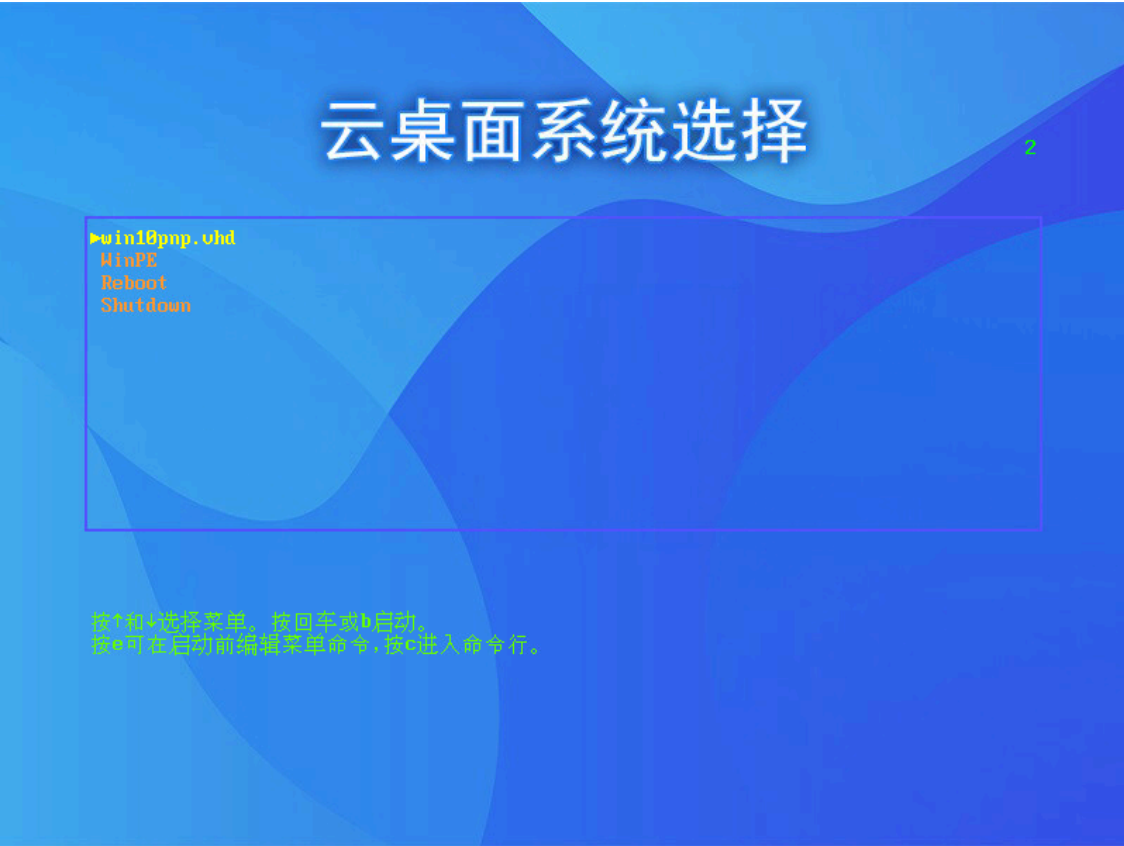 云桌面系统选择
2
►win10pnp.vhd
WinPE
Reboot
Shutdown
按↑和↓选择菜单。按回车或b启动。
按e可在启动前编辑菜单命令,按c进入命令行。